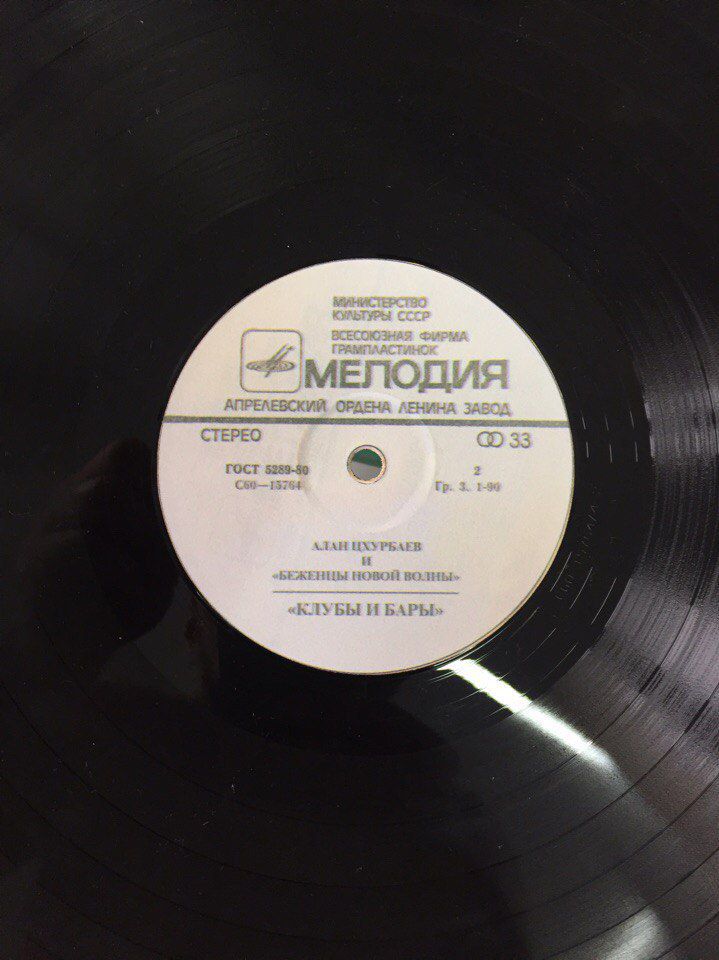 МИНИСТЕРСТВО
КУЛЬТУРЫ СССР
ВСЕСОЮЗНАЯ ФИРМА
ГРАМПЛАСТИНОК
МЕЛОДИЯ
АПРЕЛЕВСКИЙ ОРДЕНА ЛЕНИНА ЗАВОД
СТЕРЕО 33
ГОСТ 5289-80 2
С60—15764 Гр. 3. 1-90
АЛАН ЦХУРБАЕВ
И
«БЕЖЕНЦЫ НОВОЙ ВОЛНЫ»
«КЛУБЫ И БАРЫ»